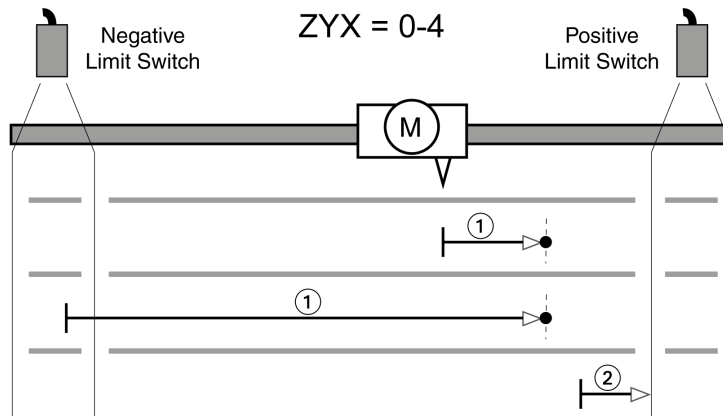 Negative
Limit Switch
ZYX = 0-4
Positive
Limit Switch
M
1
1
2